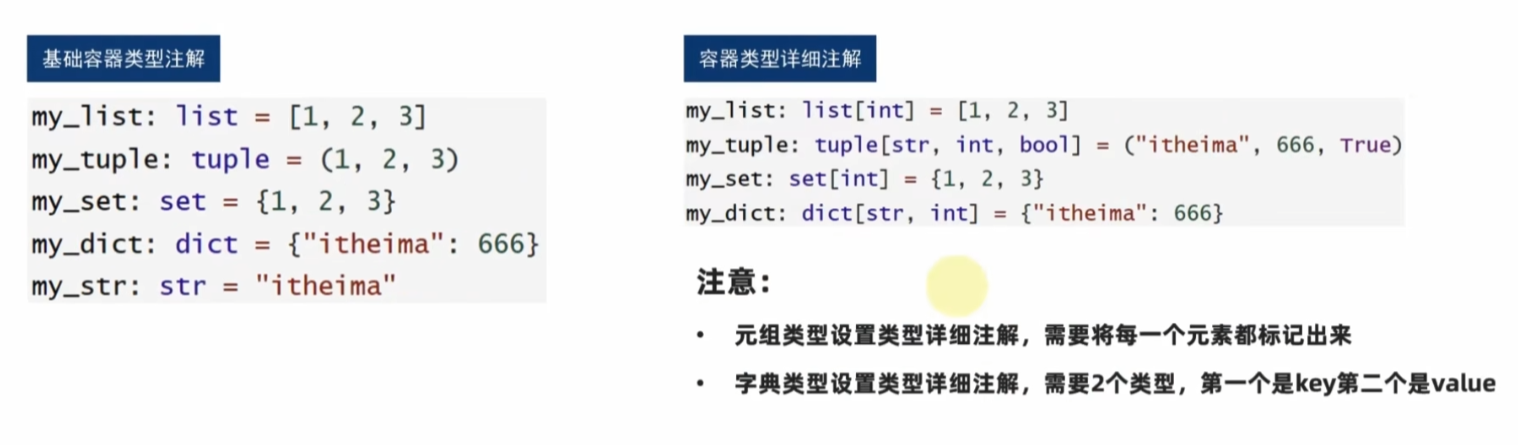 基础容器类型注解
my_list: list = [1, 2, 3]
my_tuple: tuple = (1, 2, 3)
my_set: set = {1, 2, 3}
my_dict: dict = {"itheima": 666}
my_str: str = "itheima"
容器类型详细注解
my_list: list[int] = [1, 2, 3]
my_tuple: tuple[str, int, bool] = ("itheima", 666, True)
my_set: set[int] = {1, 2, 3}
my_dict: dict[str, int] = {"itheima": 666}
注意：
• 元组类型设置类型详细注解，需要将每一个元素都标记出来
• 字典类型设置类型详细注解，需要2个类型，第一个是key第二个是value